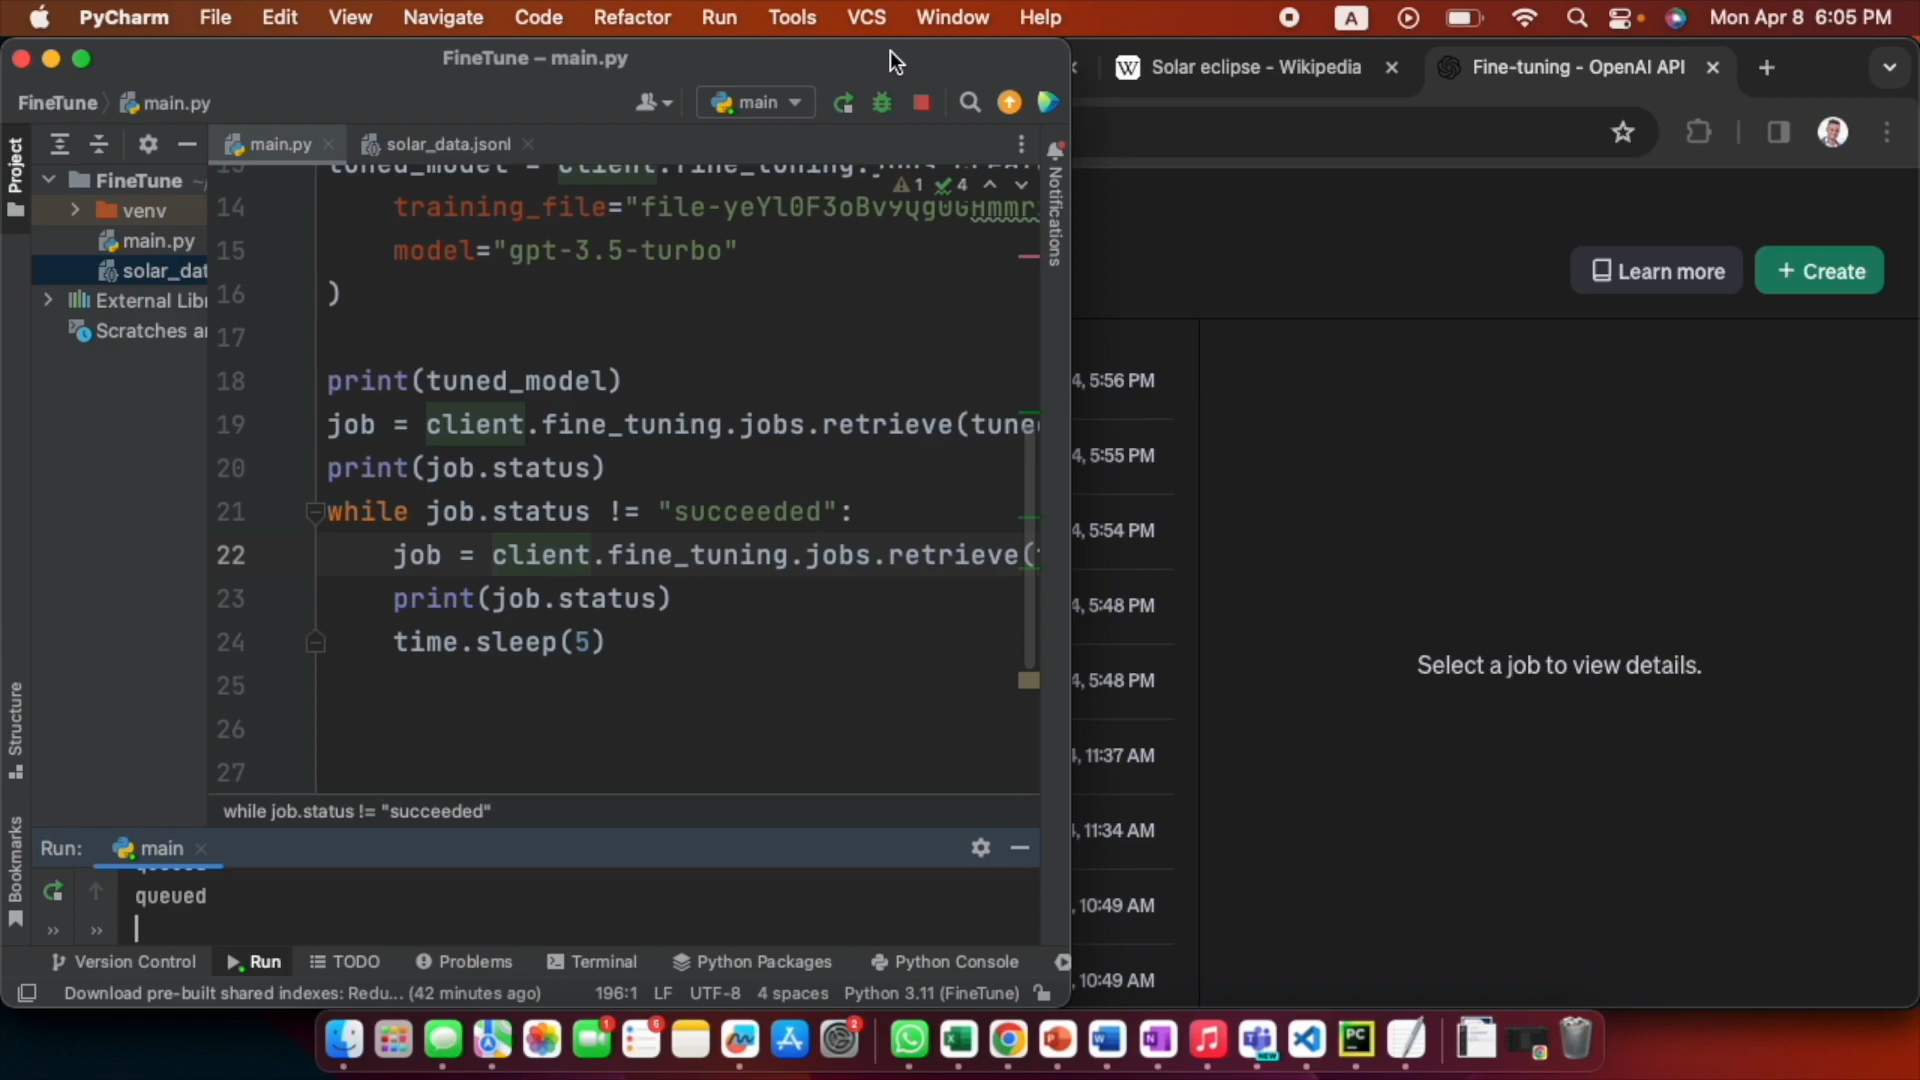 PyCharm File Edit View Navigate Code Refactor Run Tools VCS Window Help A Mon Apr 8 6:05 PM
FineTune – main.py
W Solar eclipse - Wikipedia
Fine-tuning - OpenAI API
FineTune main.py
main
Project
main.py
solar_data.jsonl
FineTune
venv
main.py
solar_dat
External Lib
Scratches a
1 4
14 training_file="file-
15 model="gpt-3.5-turbo"
16 )
17
18 print(tuned_model)
19 job = client.fine_tuning.jobs.retrieve(tune
20 print(job.status)
21 while job.status != "succeeded":
22 job = client.fine_tuning.jobs.retrieve(
23 print(job.status)
24 time.sleep(5)
25
26
27
while job.status != "succeeded"
Notifications
Structure
Bookmarks
Run: main
queued
Version Control Run TODO Problems Terminal Python Packages Python Console
Download pre-built shared indexes: Redu... (42 minutes ago) 196:1 LF UTF-8 4 spaces Python 3.11 (FineTune)
Learn more
+ Create
4, 5:56 PM
4, 5:55 PM
4, 5:54 PM
4, 5:48 PM
4, 5:48 PM
, 11:37 AM
, 11:34 AM
, 10:49 AM
, 10:49 AM
Select a job to view details.
1
6
2
NEW
PC